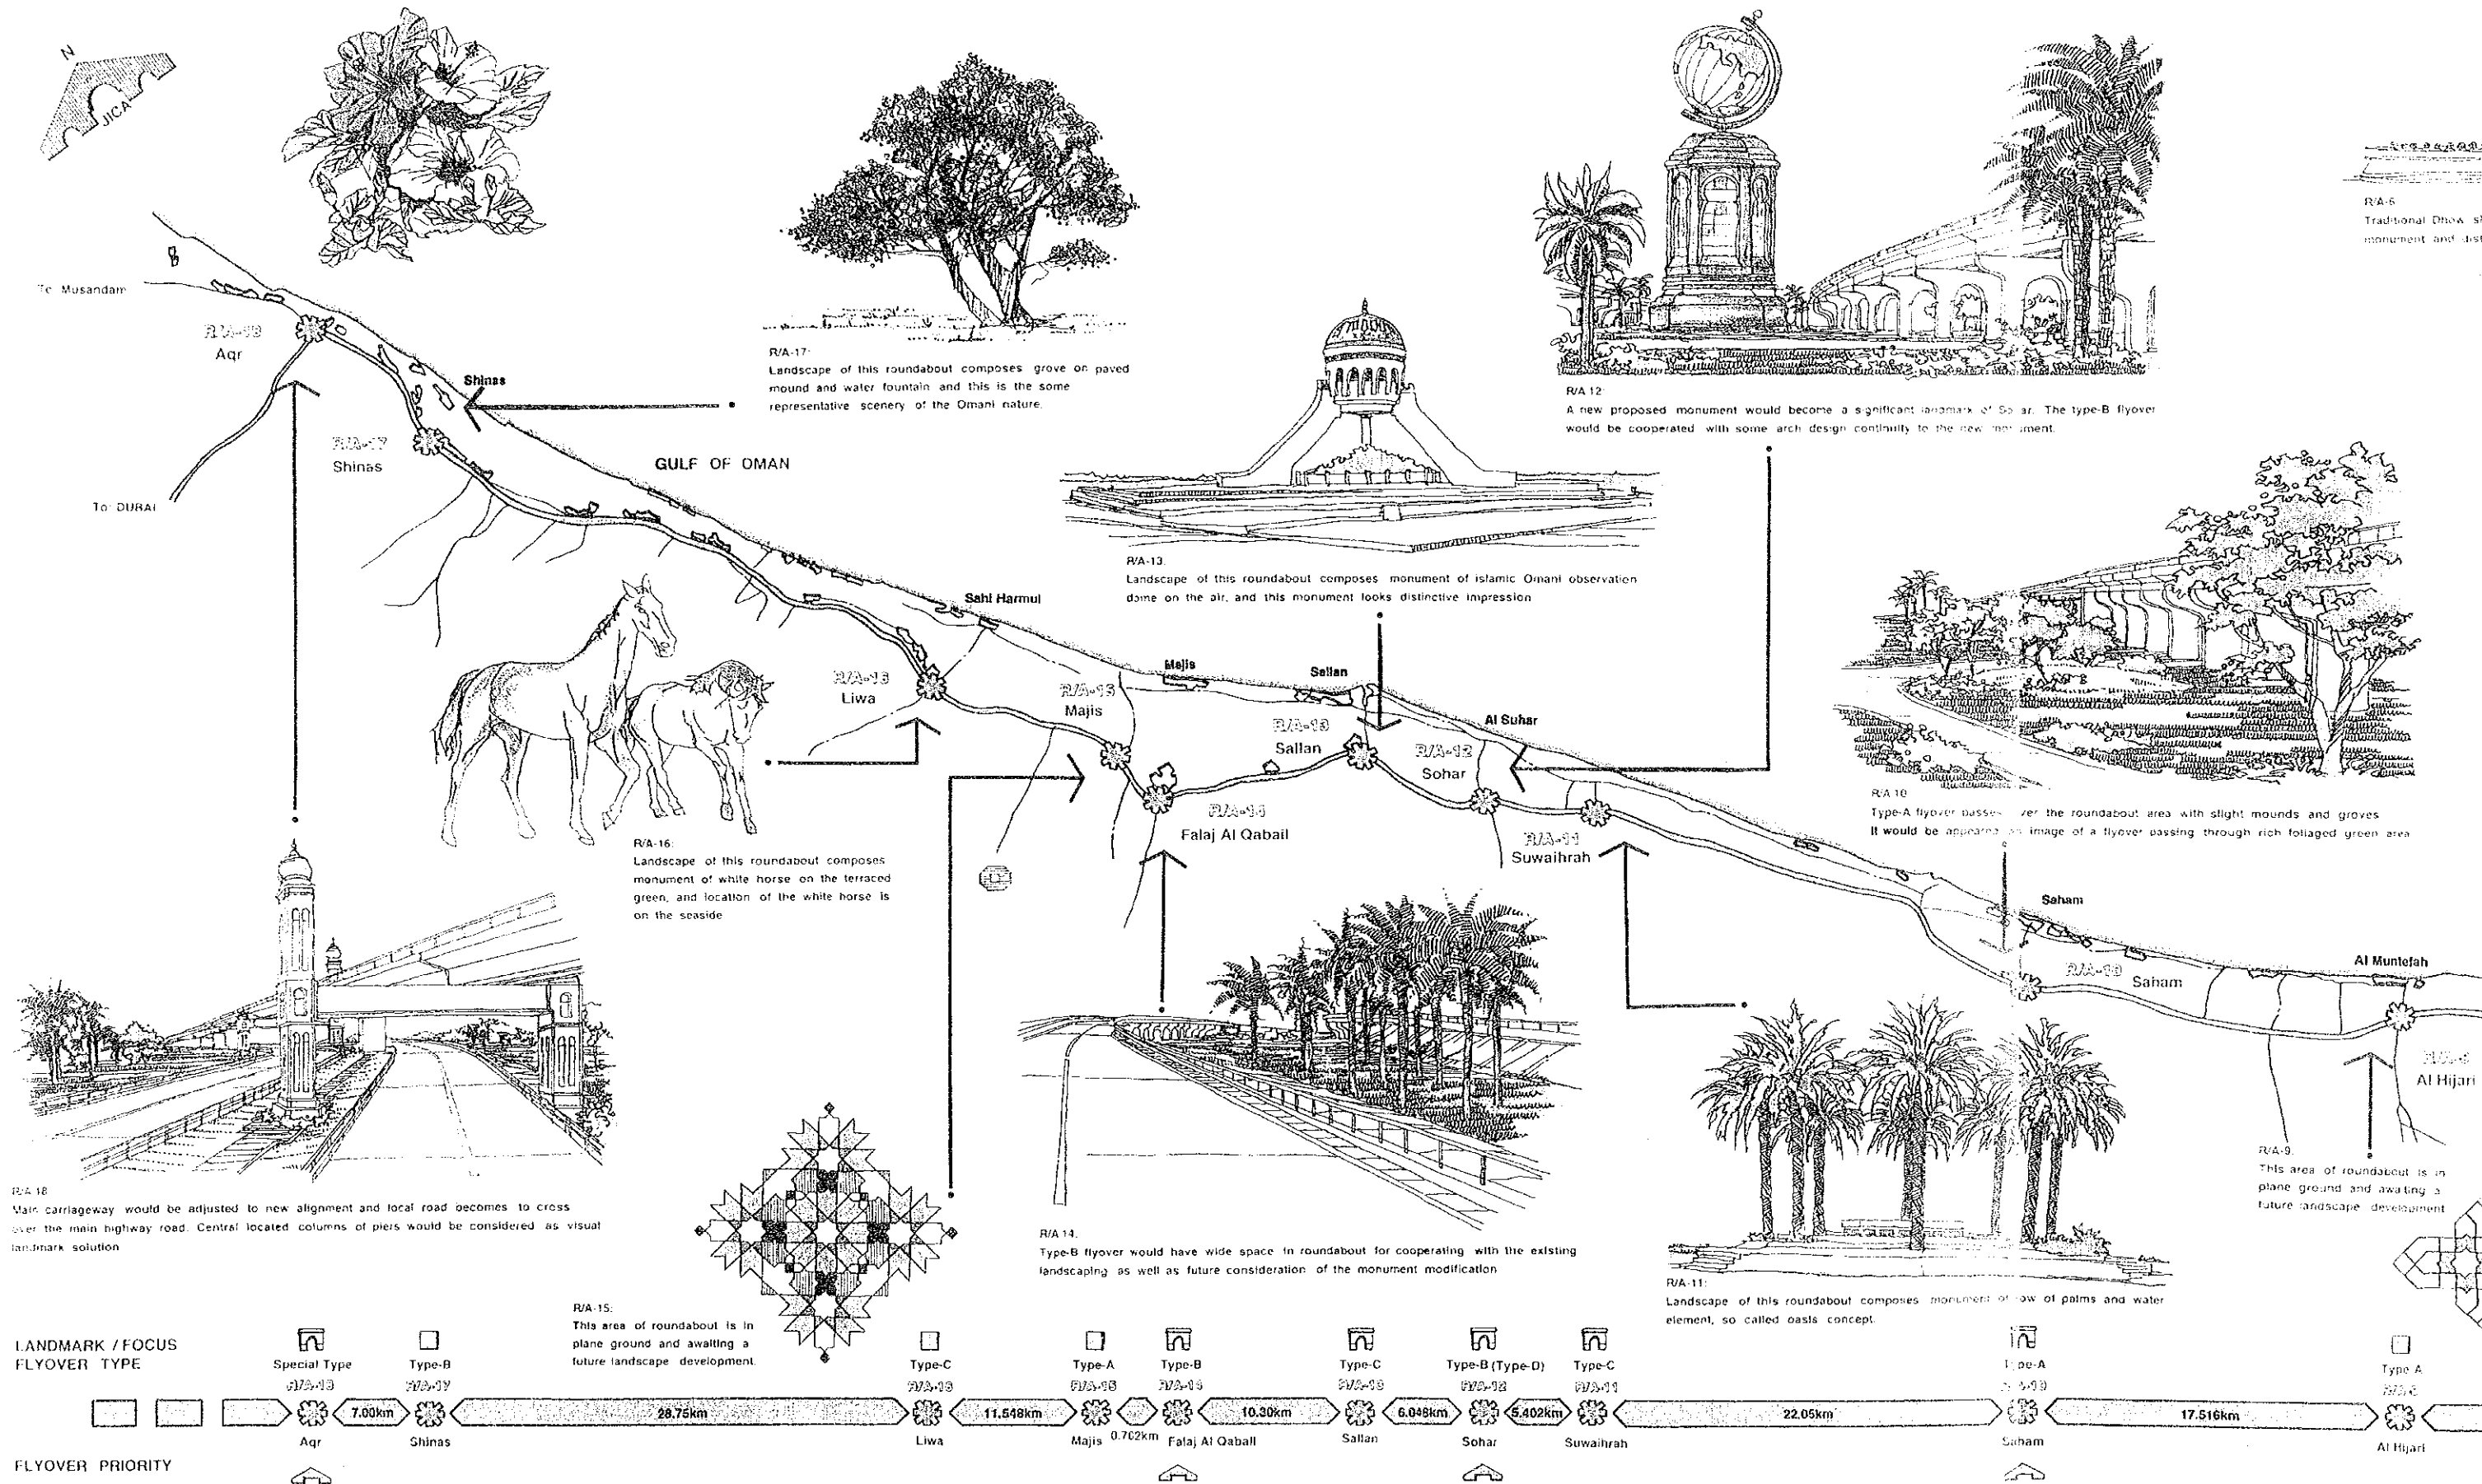 N
JICA
To Musandam
R/A-18
Aqr
Shinas
R/A-17
Shinas
To DUBAI
GULF OF OMAN
R/A-17:
Landscape of this roundabout composes grove on paved
mound and water fountain and this is the some
representative scenery of the Omani nature.
R/A 12
A new proposed monument would become a significant landmark of The type-B flyover
would be cooperated with some arch design continuity to the new
R/A-6
Traditional Dhow
monument and
R/A-13.
Landscape of this roundabout composes monument of islamic Omani observation
dome on the air, and this monument looks distinctive impression
R/A 10
Type-A flyover passes the roundabout area with slight mounds and groves
It would be appeared image of a flyover passing through rich foliaged green area
Sahi Harmul
R/A-16
Liwa
R/A-15
Majis
Majis
Sallan
R/A-13
Sallan
Al Suhar
R/A-12
Sohar
R/A-14
Falaj Al Qabail
R/A-11
Suwaihrah
Saham
R/A-10
Saham
Al Muntefah
Al Hijari
R/A-16:
Landscape of this roundabout composes
monument of white horse on the terraced
green, and location of the white horse is
on the seaside
R/A-9.
This area of roundabout is in
plane ground and awaiting a
future landscape development
R/A 18
Main carriageway would be adjusted to new alignment and local road becomes to cross
over the main highway road. Central located columns of piers would be considered as visual
landmark solution
R/A 14.
Type-B flyover would have wide space in roundabout for cooperating with the existing
landscaping as well as future consideration of the monument modification
R/A-11:
Landscape of this roundabout composes monument of row of palms and water
element, so called oasis concept.
R/A-15:
This area of roundabout is in
plane ground and awaiting a
future landscape development.
LANDMARK / FOCUS
FLYOVER TYPE
Special Type Type-B Type-C Type-A Type-B Type-C Type-B (Type-D) Type-C Type-A Type A
R/A-18 R/A-17 R/A-16 R/A-15 R/A-14 R/A-13 R/A-12 R/A-11
7.00km 28.75km 11.548km 10.30km 6.048km 5.402km 22.05km 17.516km
Aqr Shinas Liwa Majis 0.762km Falaj Al Qabail Sallan Sohar Suwaihrah Saham Al Hijari
FLYOVER PRIORITY